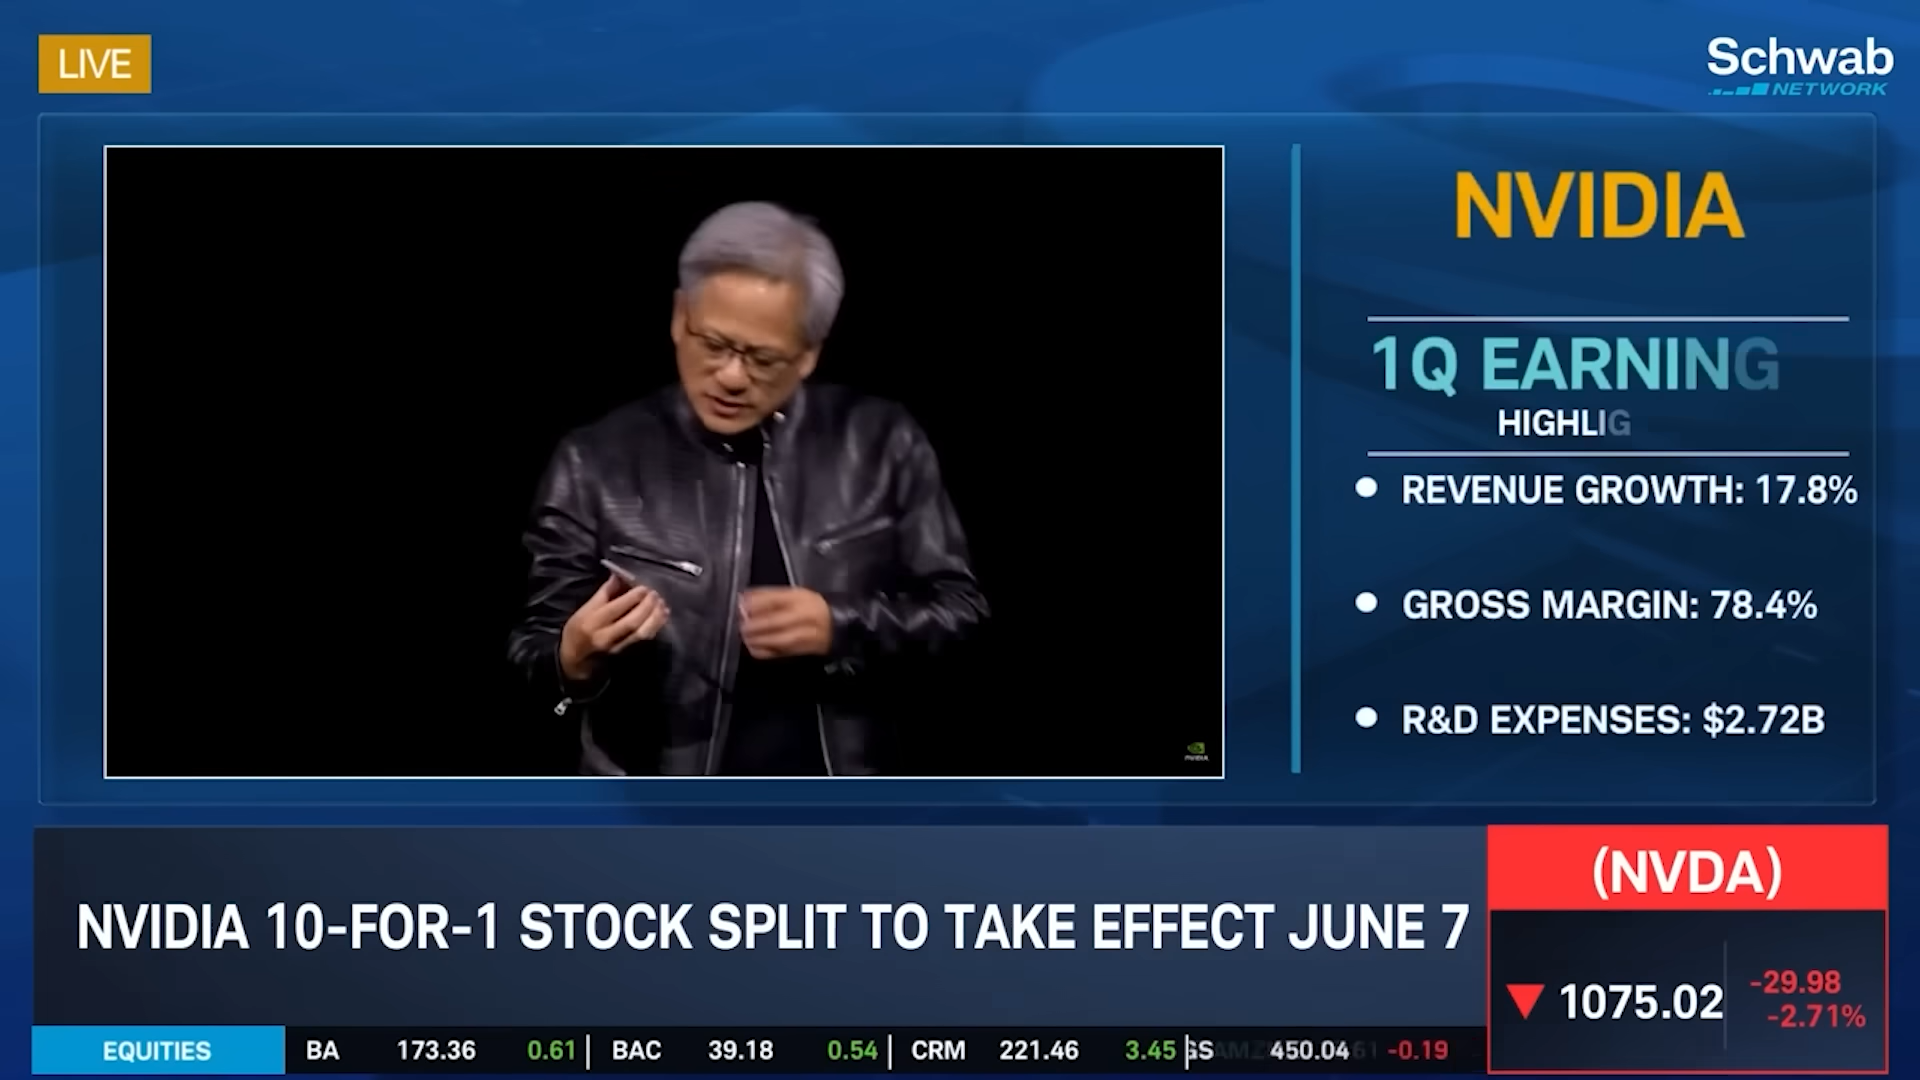 LIVE
Schwab
NETWORK
NVIDIA
1Q EARNING
HIGHLIG
REVENUE GROWTH: 17.8%
GROSS MARGIN: 78.4%
R&D EXPENSES: $2.72B
NVIDIA
NVIDIA 10-FOR-1 STOCK SPLIT TO TAKE EFFECT JUNE 7
(NVDA)
1075.02
-29.98
-2.71%
EQUITIES BA 173.36 0.61 BAC 39.18 0.54 CRM 221.46 3.45 450.04 -0.19